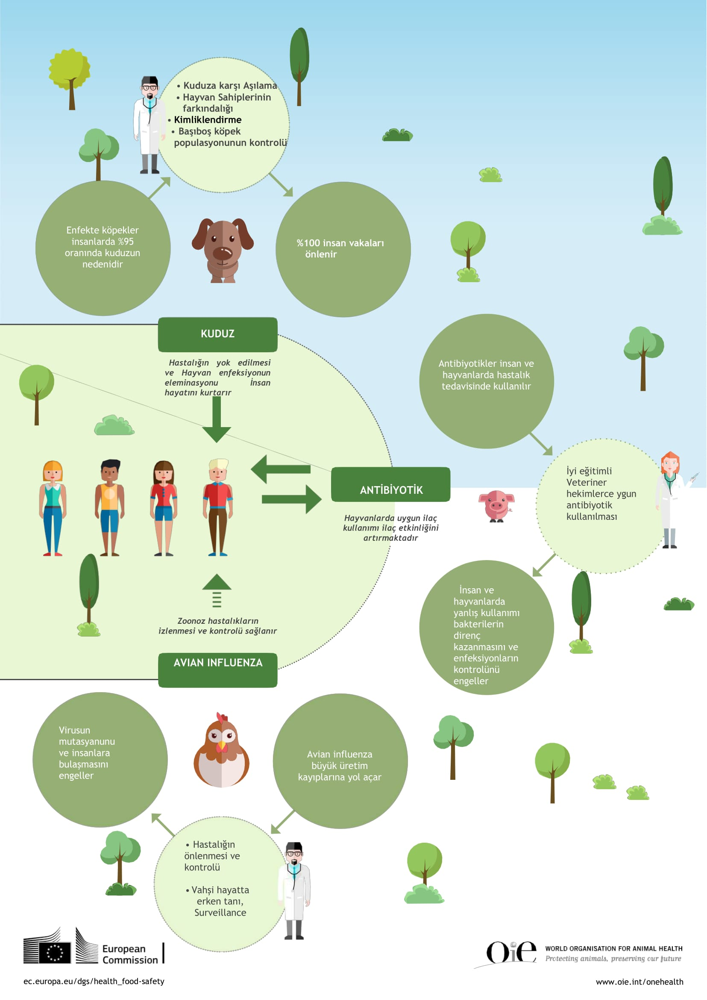 • Kuduza karşı Aşılama
• Hayvan Sahiplerinin
farkındalığı
• Kimliklendirme
• Başıboş köpek
populasyonunun kontrolü
Enfekte köpekler
insanlarda %95
oranında kuduzun
nedenidir
%100 insan vakaları
önlenir
KUDUZ
Hastalığın yok edilmesi
ve Hayvan enfeksiyonun
eleminasyonu İnsan
hayatını kurtarır
Antibiyotikler insan ve
hayvanlarda hastalık
tedavisinde kullanılır
İyi eğitimli
Veteriner
hekimlerce ygun
antibiyotik
kullanılması
ANTİBİYOTİK
Hayvanlarda uygun ilaç
kullanımı ilaç etkinliğini
artırmaktadır
İnsan ve
hayvanlarda
yanlış kullanımı
bakterilerin
direnç
kazanmasını ve
enfeksiyonların
kontrolünü
engeller
Zoonoz hastalıkların
izlenmesi ve kontrolü sağlanır
AVIAN INFLUENZA
Virusun
mutasyanunu
ve insanlara
bulaşmasını
engeller
Avian influenza
büyük üretim
kayıplarına yol açar
• Hastalığın
önlenmesi ve
kontrolü
• Vahşi hayatta
erken tanı,
Surveillance
European
Commission
ec.europa.eu/dgs/health_food-safety
oie
WORLD ORGANISATION FOR ANIMAL HEALTH
Protecting animals, preserving our future
www.oie.int/onehealth